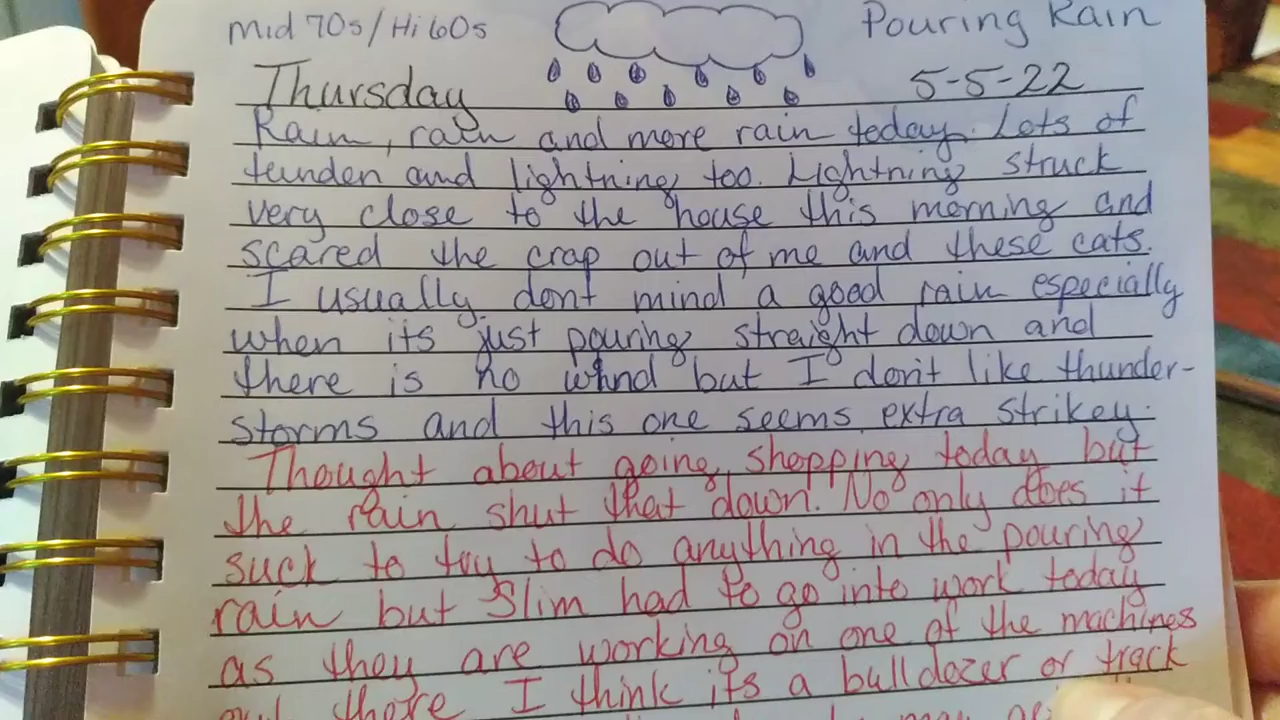 Mid 70s/Hi 60s
Pouring Rain
Thursday
5-5-22
Rain, rain and more rain today. Lots of
tunden and lightning too. Lightning struck
very close to the house this morning and
scared the crap out of me and these cats.
I usually dont mind a good rain especially
when its just pouring straight down and
there is no wind but I don't like thunder-
storms and this one seems extra strikey.
Thought about going shopping today but
the rain shut that down. No only does it
suck to try to do anything in the pouring
rain but Slim had to go into work today
as they are working on one of the machines
out there I think its a bulldozer or track
may